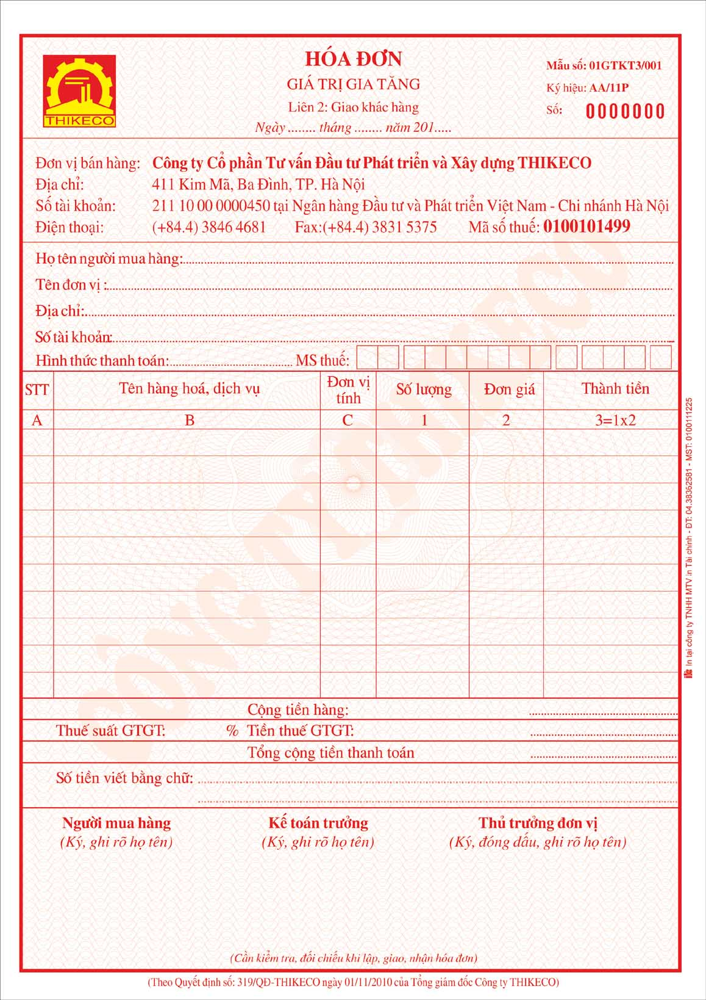 THIKECO
HÓA ĐƠN
GIÁ TRỊ GIA TĂNG
Liên 2: Giao khác hàng
Ngày ........ tháng ........ năm 201.....
Mẫu số: 01GTKT3/001
Ký hiệu: AA/11P
Số: 0000000
Đơn vị bán hàng: Công ty Cổ phần Tư vấn Đầu tư Phát triển và Xây dựng THIKECO
Địa chỉ: 411 Kim Mã, Ba Đình, TP. Hà Nội
Số tài khoản: 211 10 00 0000450 tại Ngân hàng Đầu tư và Phát triển Việt Nam - Chi nhánh Hà Nội
Điện thoại: (+84.4) 3846 4681 Fax:(+84.4) 3831 5375 Mã số thuế: 0100101499
Họ tên người mua hàng:
Tên đơn vị :
Địa chỉ:
Số tài khoản:
Hình thức thanh toán: MS thuế:
STT Tên hàng hoá, dịch vụ Đơn vị tính Số lượng Đơn giá Thành tiền
A B C 1 2 3=1x2
CÔNG TY THIKECO
Cộng tiền hàng:
Thuế suất GTGT: % Tiền thuế GTGT:
Tổng cộng tiền thanh toán
Số tiền viết bằng chữ:
Người mua hàng Kế toán trưởng Thủ trưởng đơn vị
(Ký, ghi rõ họ tên) (Ký, ghi rõ họ tên) (Ký, đóng dấu, ghi rõ họ tên)
(Cần kiểm tra, đối chiếu khi lập, giao, nhận hóa đơn)
(Theo Quyết định số: 319/QĐ-THIKECO ngày 01/11/2010 của Tổng giám đốc Công ty THIKECO)
In tại công ty TNHH MTV in Tài chính - ĐT: 04.38362581 - MST: 0100111225